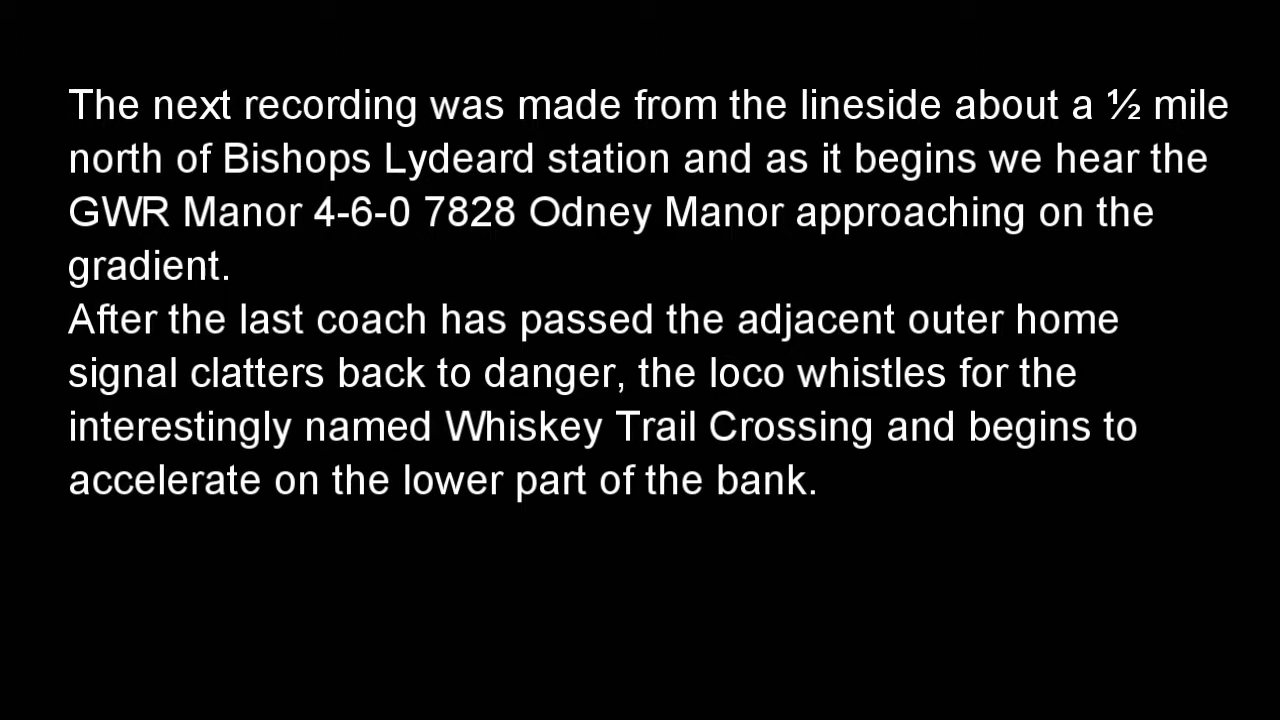 The next recording was made from the lineside about a ½ mile
north of Bishops Lydeard station and as it begins we hear the
GWR Manor 4-6-0 7828 Odney Manor approaching on the
gradient.
After the last coach has passed the adjacent outer home
signal clatters back to danger, the loco whistles for the
interestingly named Whiskey Trail Crossing and begins to
accelerate on the lower part of the bank.